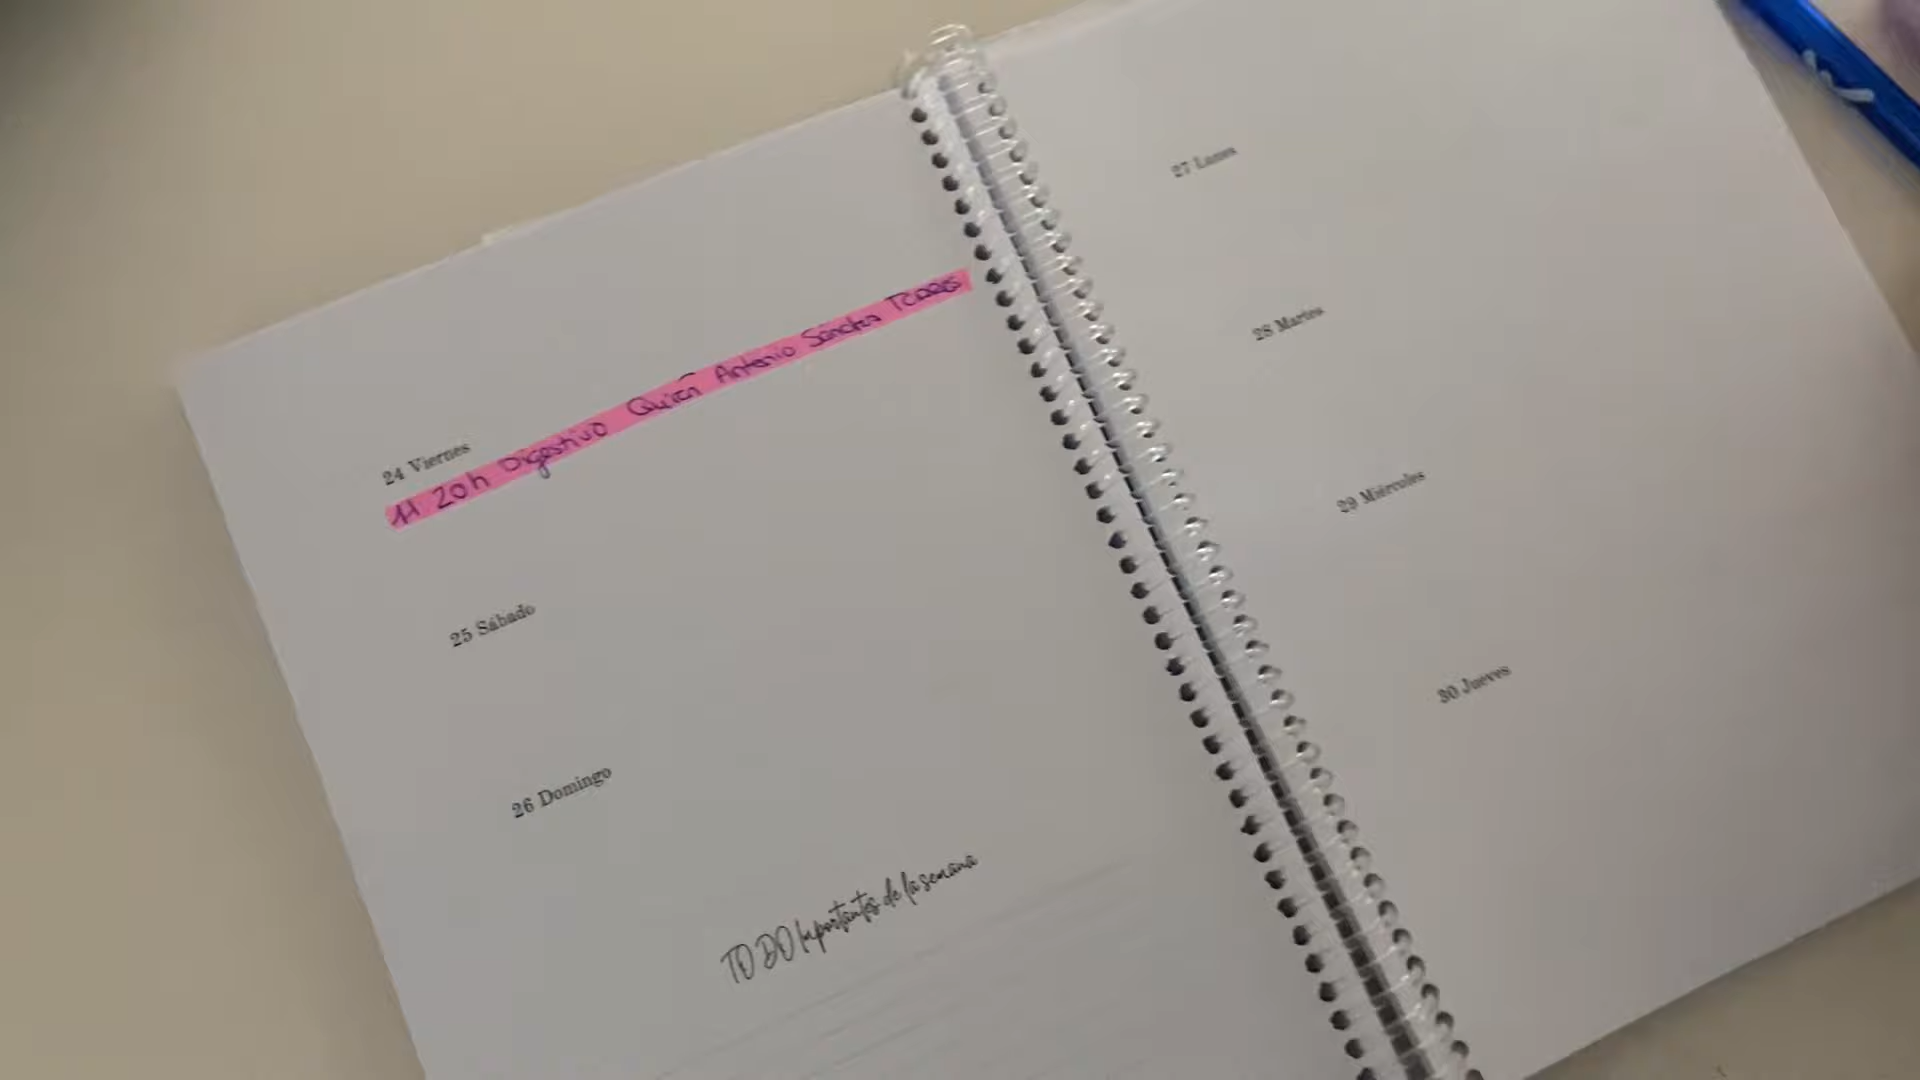 24 Viernes
11 20h Digestivo Quirón Antonio Sánchez Torres
25 Sábado
26 Domingo
TO DO Importantes de la semana
27 Lunes
28 Martes
29 Miércoles
30 Jueves